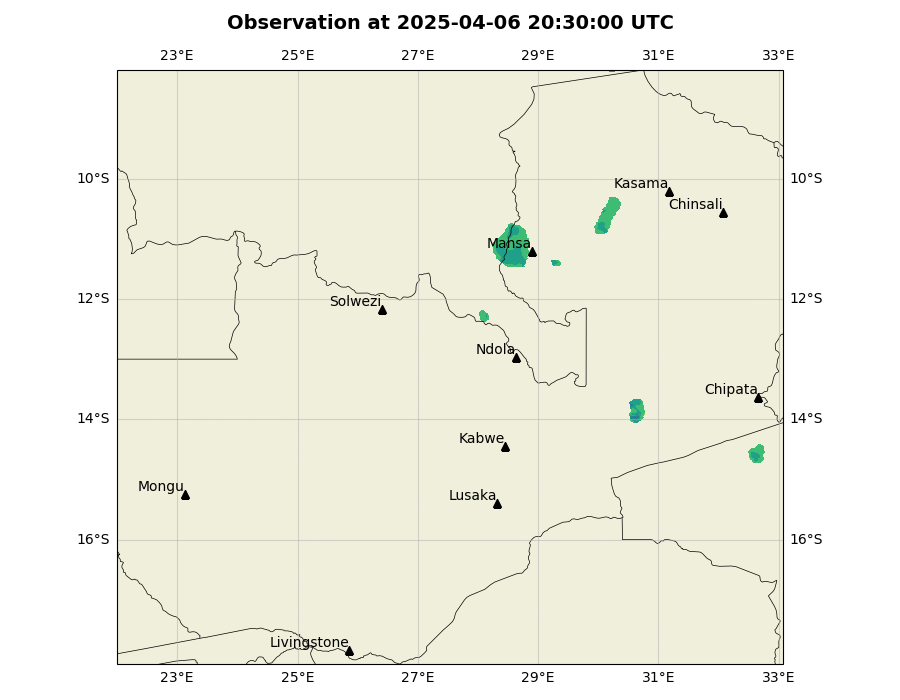 Observation at 2025-04-06 20:30:00 UTC
23°E 25°E 27°E 29°E 31°E 33°E
10°S 10°S
Kasama
Chinsali
Mansa
12°S 12°S
Solwezi
Ndola
Chipata
14°S 14°S
Kabwe
Mongu
Lusaka
16°S 16°S
Livingstone
23°E 25°E 27°E 29°E 31°E 33°E